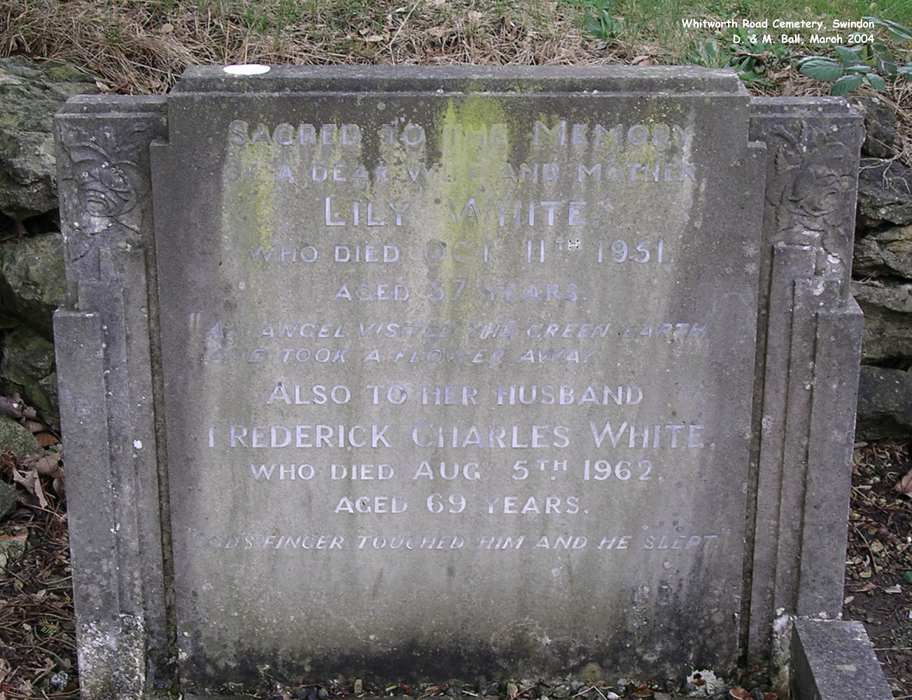 Whitworth Road Cemetery, Swindon
D. & M. Ball, March 2004
SACRED TO THE MEMORY
OF A DEAR WIFE AND MOTHER
LILY WHITE
WHO DIED OCT 11TH 1951.
AGED 57 YEARS.
"AN ANGEL VISITED THE GREEN EARTH
AND TOOK A FLOWER AWAY
ALSO TO HER HUSBAND
FREDERICK CHARLES WHITE.
WHO DIED AUG 5TH 1962.
AGED 69 YEARS.
GOD'S FINGER TOUCHED HIM AND HE SLEPT"